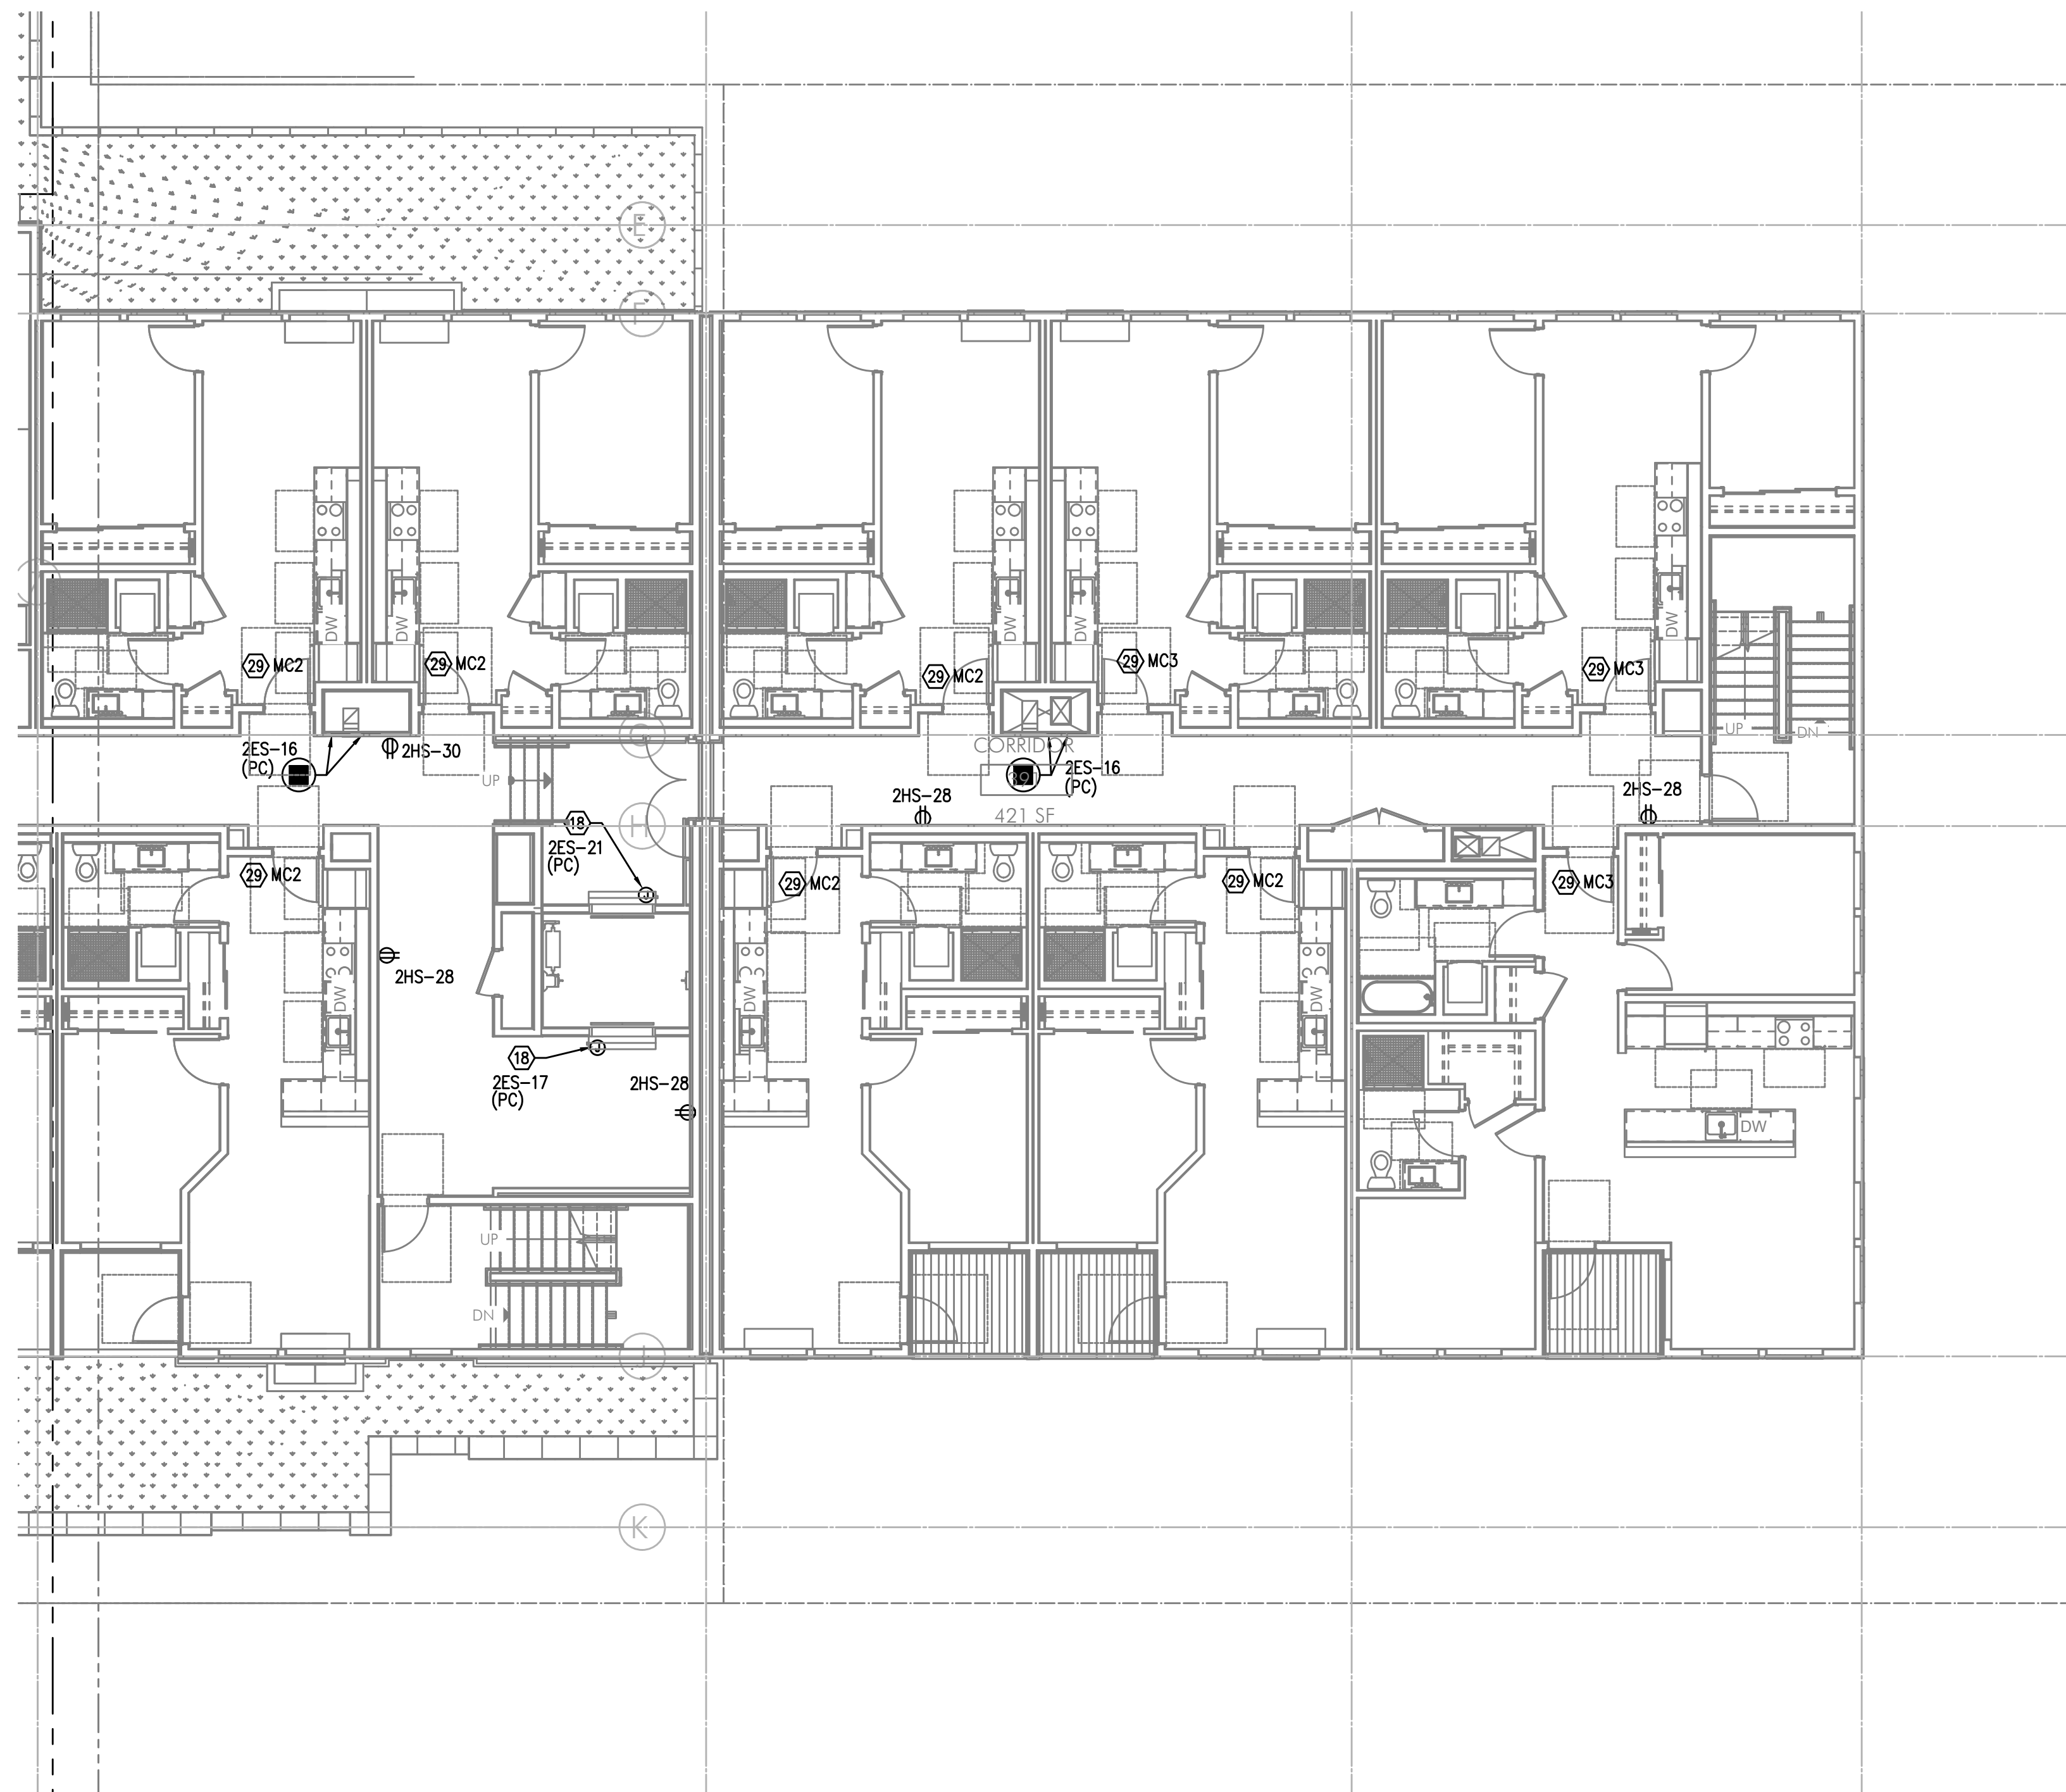 E
F
DW
DW
DW
DW
DW
29 MC2
29 MC2
29 MC2
29 MC3
29 MC3
UP
DN
G
2ES-16
(PC)
2HS-30
CORRIDOR
391
421 SF
2ES-16
(PC)
2HS-28
2HS-28
UP
H
18
2ES-21
(PC)
29 MC2
29 MC2
29 MC2
29 MC3
2HS-28
DW
DW
DW
J
J
18
2ES-17
(PC)
2HS-28
DW
UP
DN
J
K